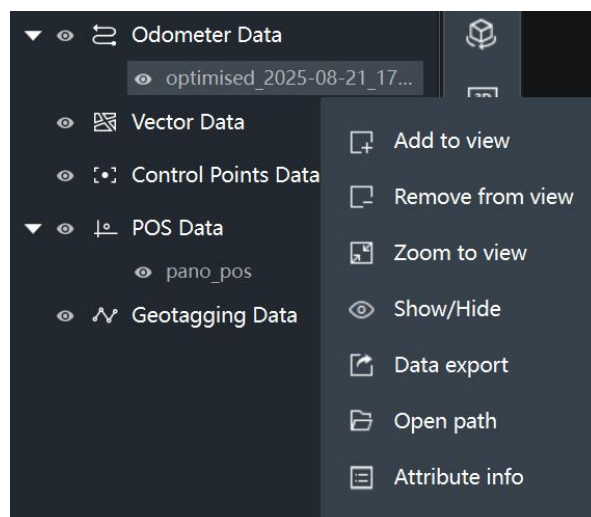 Odometer Data
optimised_2025-08-21_17...
Vector Data
Control Points Data
POS Data
pano_pos
Geotagging Data
Add to view
Remove from view
Zoom to view
Show/Hide
Data export
Open path
Attribute info